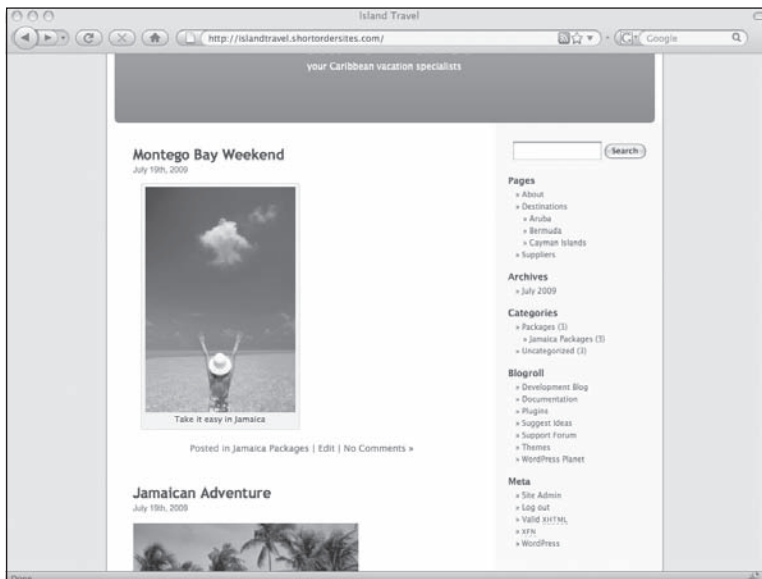 Island Travel
http://islandtravel.shortordersites.com/
Google
your Caribbean vacation specialists
Montego Bay Weekend
July 19th, 2009
Take it easy in Jamaica
Posted in Jamaica Packages | Edit | No Comments »
Jamaican Adventure
July 19th, 2009
Search
Pages
» About
» Destinations
» Aruba
» Bermuda
» Cayman Islands
» Suppliers
Archives
» July 2009
Categories
» Packages (3)
» Jamaica Packages (3)
» Uncategorized (3)
Blogroll
» Development Blog
» Documentation
» Plugins
» Suggest Ideas
» Support Forum
» Themes
» WordPress Planet
Meta
» Site Admin
» Log out
» Valid XHTML
» XFN
» WordPress
Done